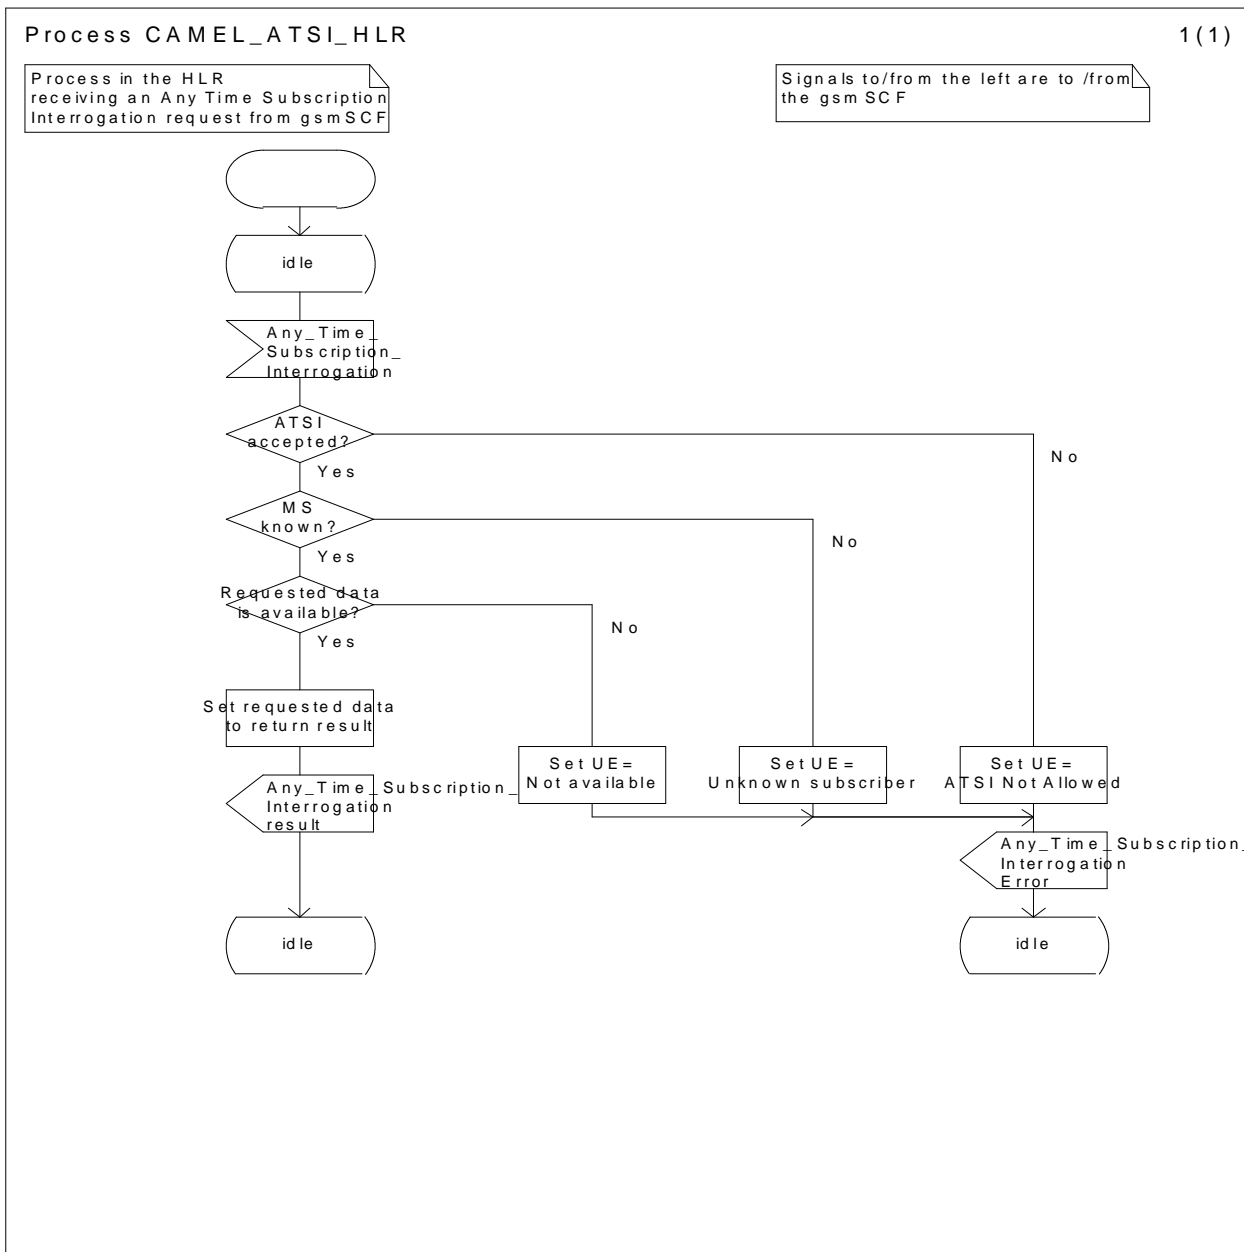 Process CAMEL_ATSI_HLR
1(1)
Process in the HLR
receiving an Any Time Subscription
Interrogation request from gsmSCF
Signals to/from the left are to /from
the gsmSCF
idle
Any_Time_
Subscription_
Interrogation
ATSI
accepted?
No
Yes
MS
known?
No
Yes
Requested data
is available?
No
Yes
Set requested data
to return result
Set UE=
Not available
Set UE=
Unknown subscriber
Set UE=
ATSI Not Allowed
Any_Time_Subscription_
Interrogation
result
Any_Time_Subscription_
Interrogation
Error
idle
idle